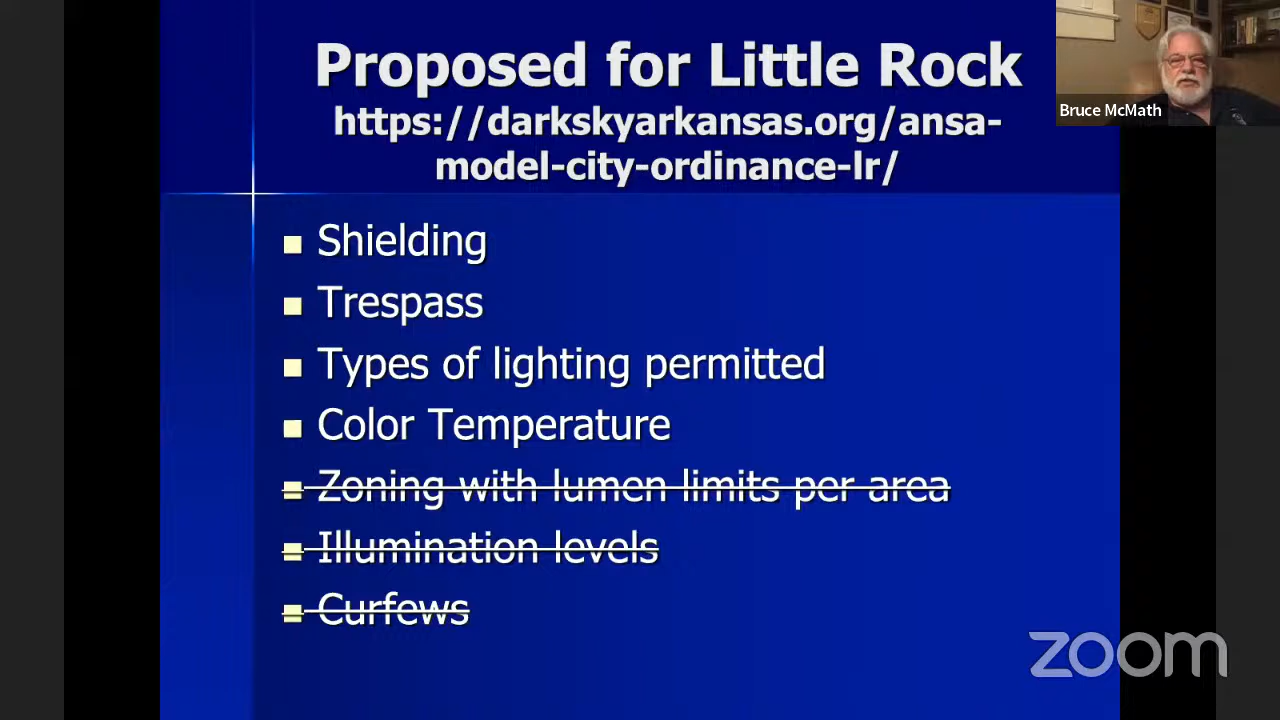 Proposed for Little Rock
https://darkskyarkansas.org/ansa-
model-city-ordinance-lr/
Bruce McMath
Shielding
Trespass
Types of lighting permitted
Color Temperature
Zoning with lumen limits per area
Illumination levels
Curfews
zoom